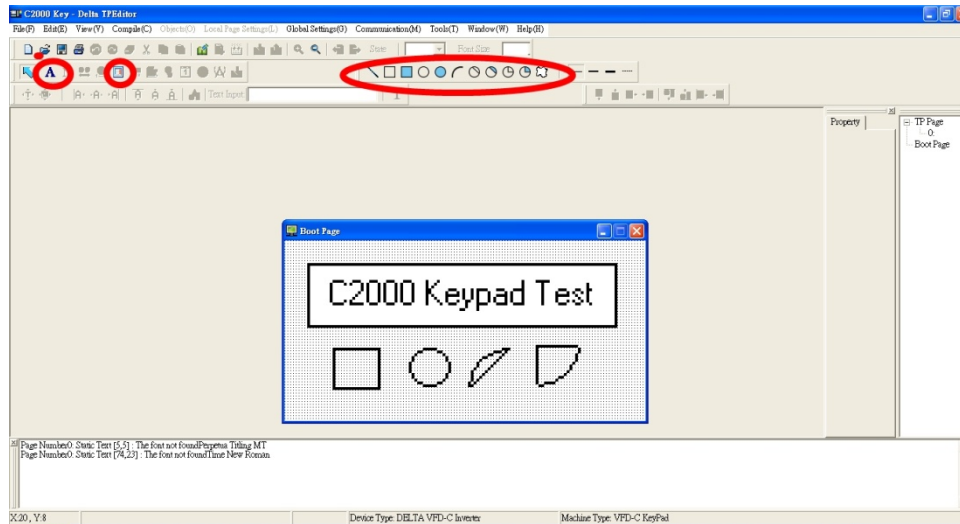 C2000 Key - Delta TPEditor
File(F) Edit(E) View(V) Compile(C) Objects(O) Local Page Settings(L) Global Settings(G) Communication(M) Tools(T) Window(W) Help(H)
Font Size
A
Text Input
Property
TP Page
0:
Boot Page
Boot Page
C2000 Keypad Test
Page Number0: Static Text [5,5] : The font not foundPerpetua Titling MT
Page Number0: Static Text [74,23] : The font not foundTime New Roman
X:20, Y:8
Device Type: DELTA VFD-C Inverter
Machine Type: VFD-C KeyPad